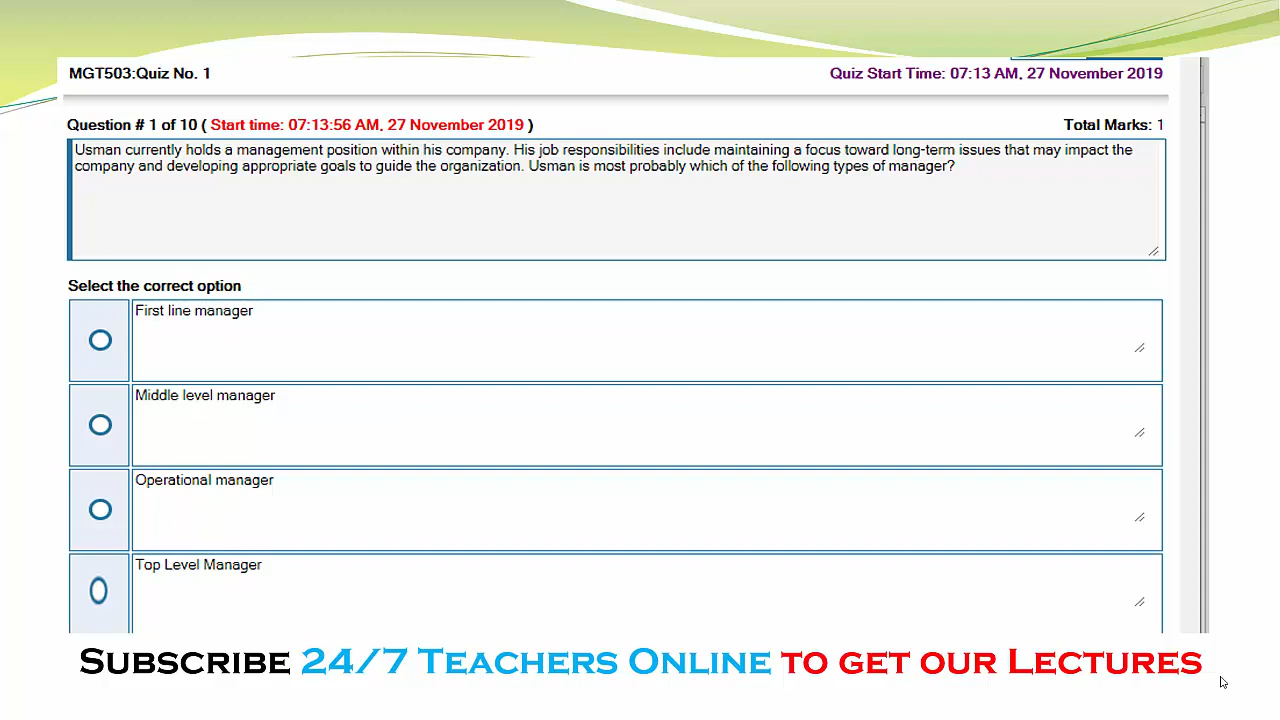 MGT503:Quiz No. 1
Quiz Start Time: 07:13 AM, 27 November 2019
Question # 1 of 10 ( Start time: 07:13:56 AM, 27 November 2019 )
Total Marks: 1
Usman currently holds a management position within his company. His job responsibilities include maintaining a focus toward long-term issues that may impact the
company and developing appropriate goals to guide the organization. Usman is most probably which of the following types of manager?
Select the correct option
First line manager
Middle level manager
Operational manager
Top Level Manager
Subscribe 24/7 Teachers Online to get our Lectures